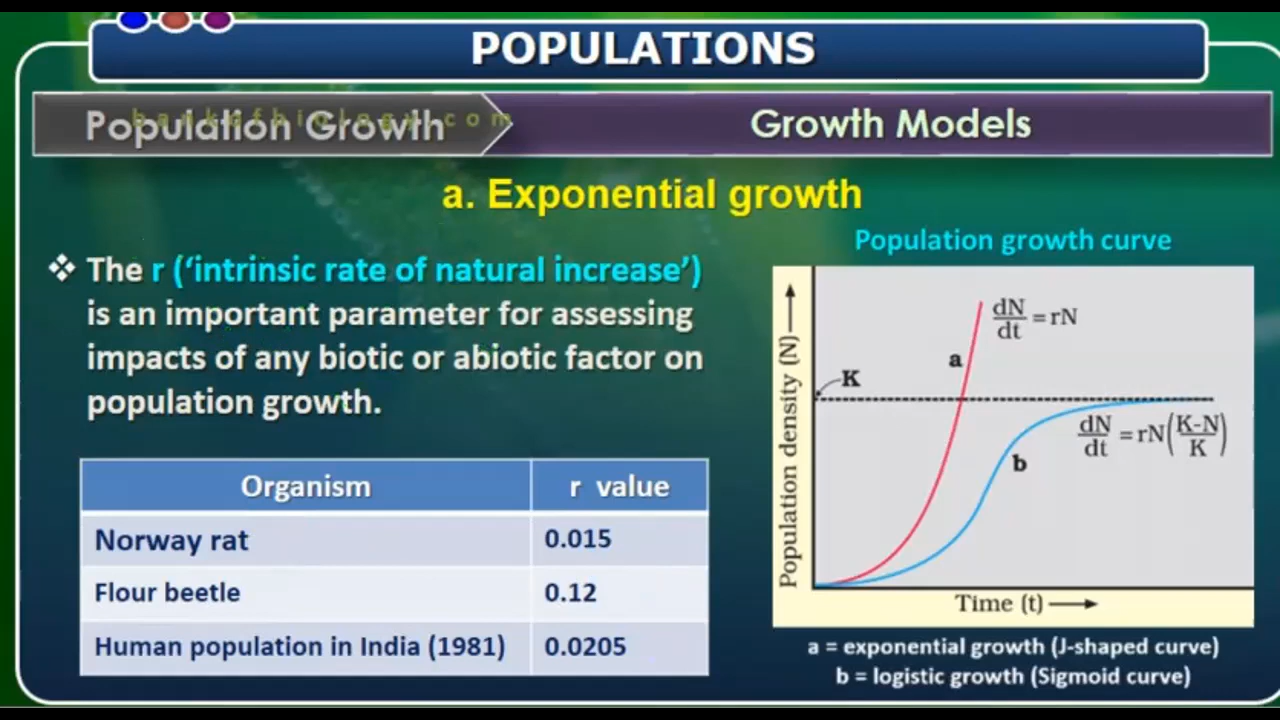 POPULATIONS
Population Growth
bankofbiology.com
Growth Models
a. Exponential growth
❖ The r (‘intrinsic rate of natural increase’)
is an important parameter for assessing
impacts of any biotic or abiotic factor on
population growth.
Organism r value
Norway rat 0.015
Flour beetle 0.12
Human population in India (1981) 0.0205
Population growth curve
Population density (N)
dN/dt = rN
a
K
dN/dt = rN(K-N/K)
b
Time (t)
a = exponential growth (J-shaped curve)
b = logistic growth (Sigmoid curve)